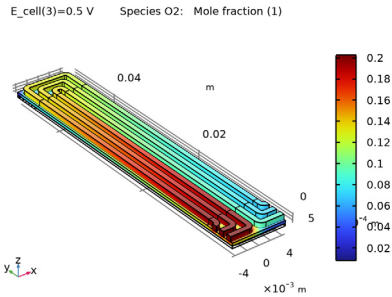 E_cell(3)=0.5 V Species O2: Mole fraction (1)
0.04
m
0.02
0
5
-4 0 4
×10⁻³ m
y z x
0.2
0.18
0.16
0.14
0.12
0.1
0.08
0.06
0.04
0.02